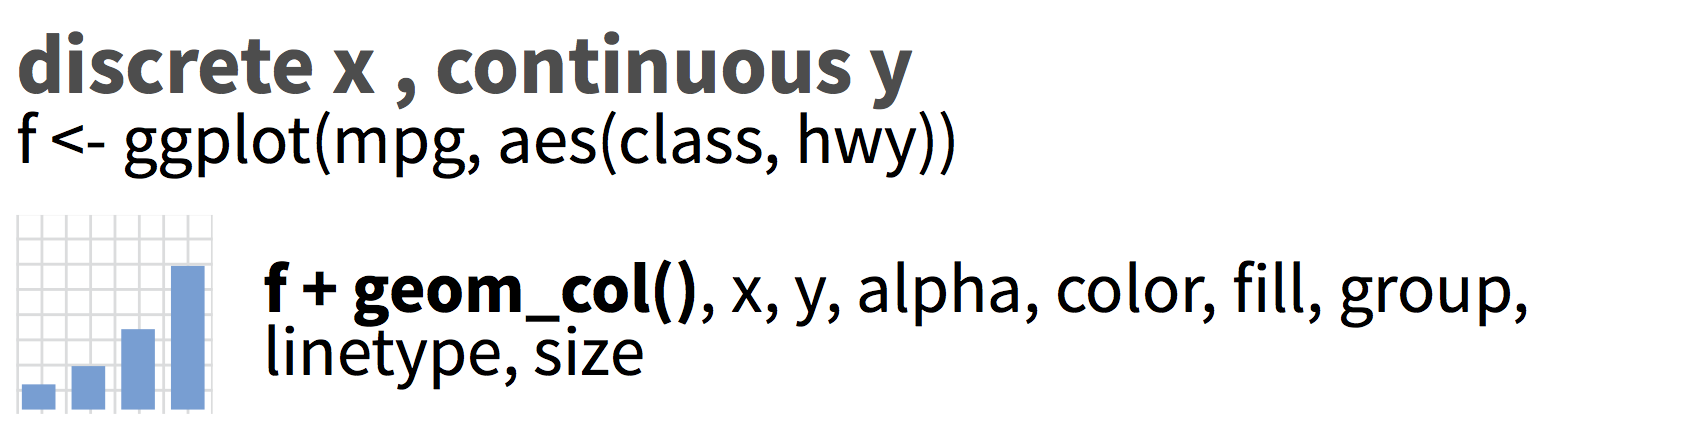 discrete x , continuous y
f <- ggplot(mpg, aes(class, hwy))
f + geom_col(), x, y, alpha, color, fill, group,
linetype, size